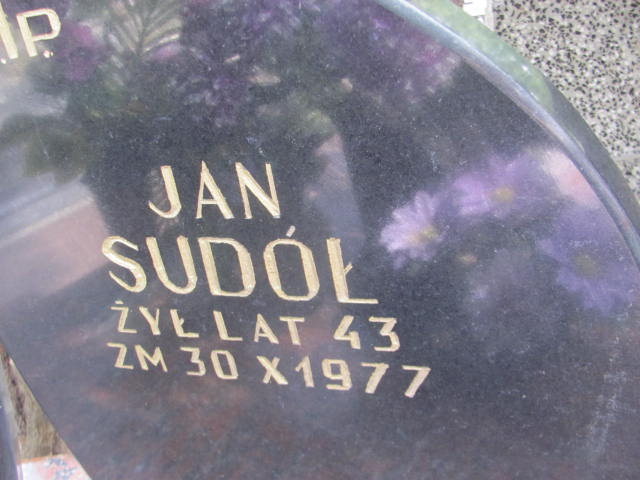 .P.
JAN
SUDÓŁ
ŻYŁ LAT 43
ZM 30 X 1977